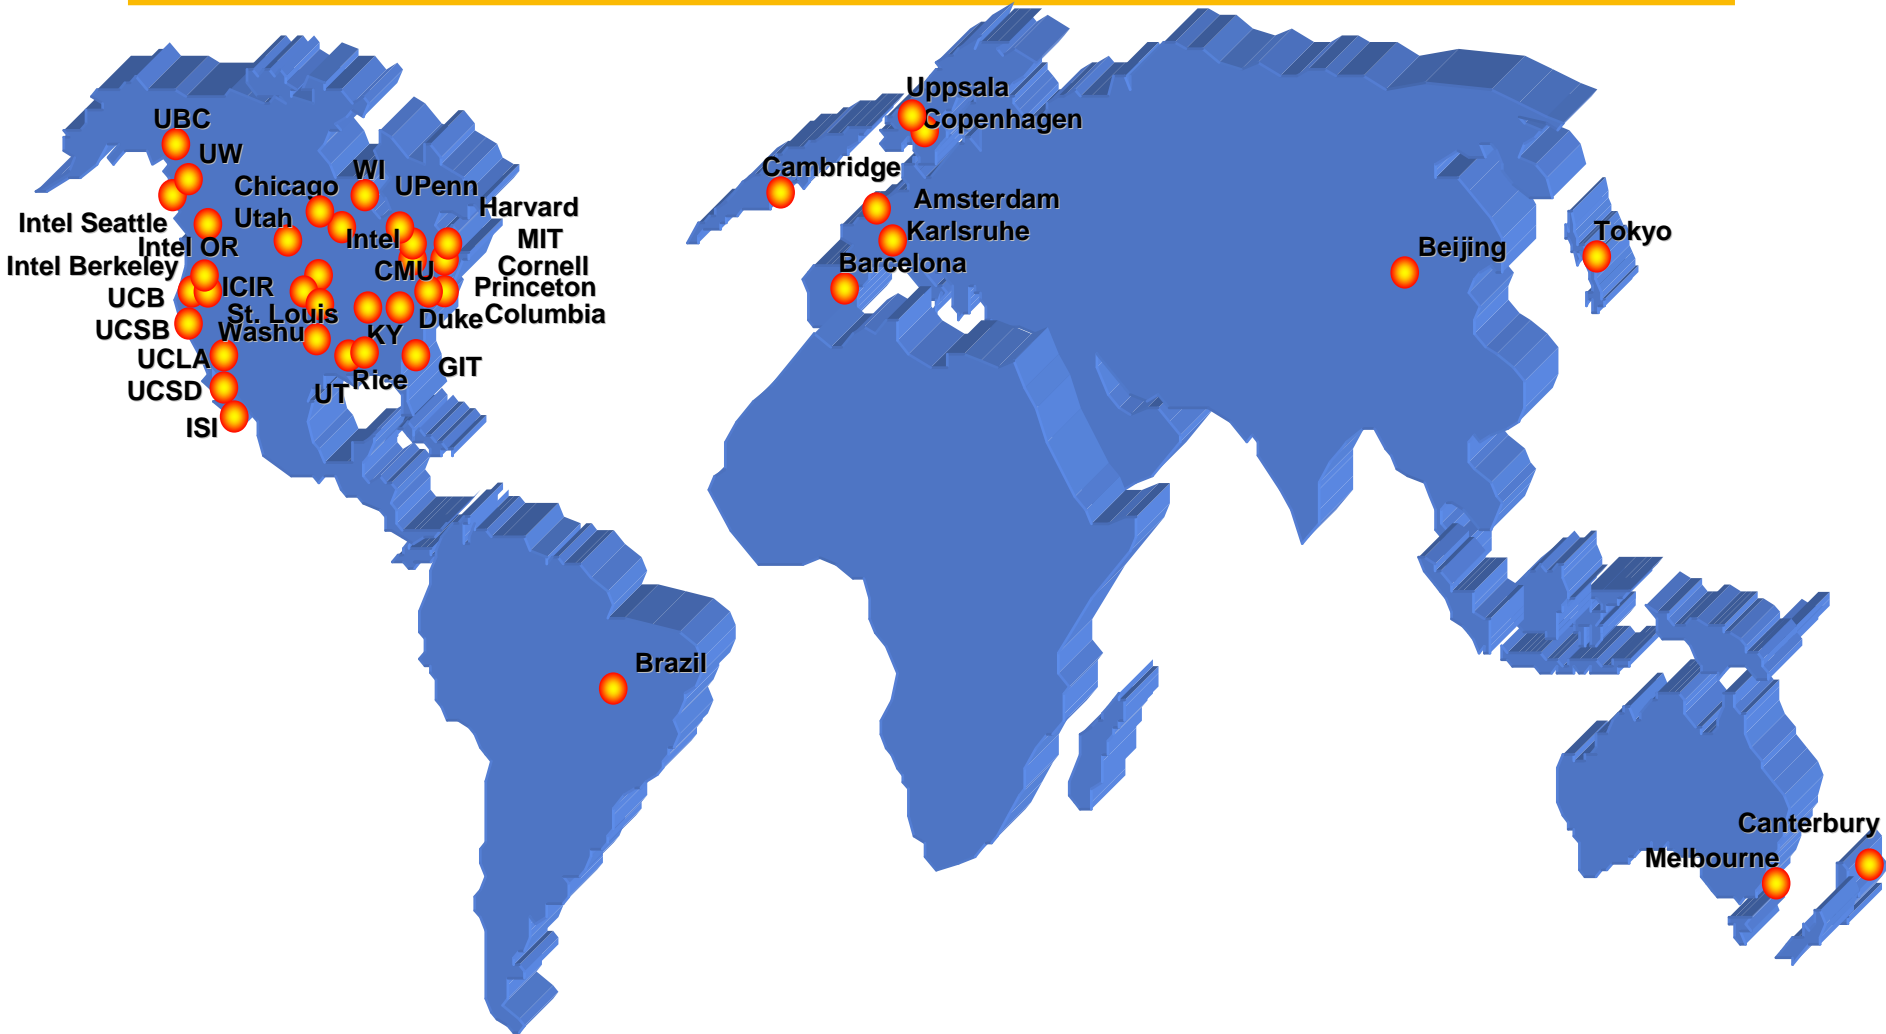 Uppsala
Copenhagen
UBC
UW
Cambridge
WI
Chicago
UPenn
Amsterdam
Harvard
Intel Seattle
Utah
Karlsruhe
Tokyo
Intel
MIT
Intel OR
Beijing
Barcelona
Intel Berkeley
CMU
Cornell
ICIR
Princeton
UCB
St. Louis
Duke
Columbia
UCSB
Washu
KY
UCLA
GIT
Rice
UCSD
UT
ISI
Brazil
Canterbury
Melbourne